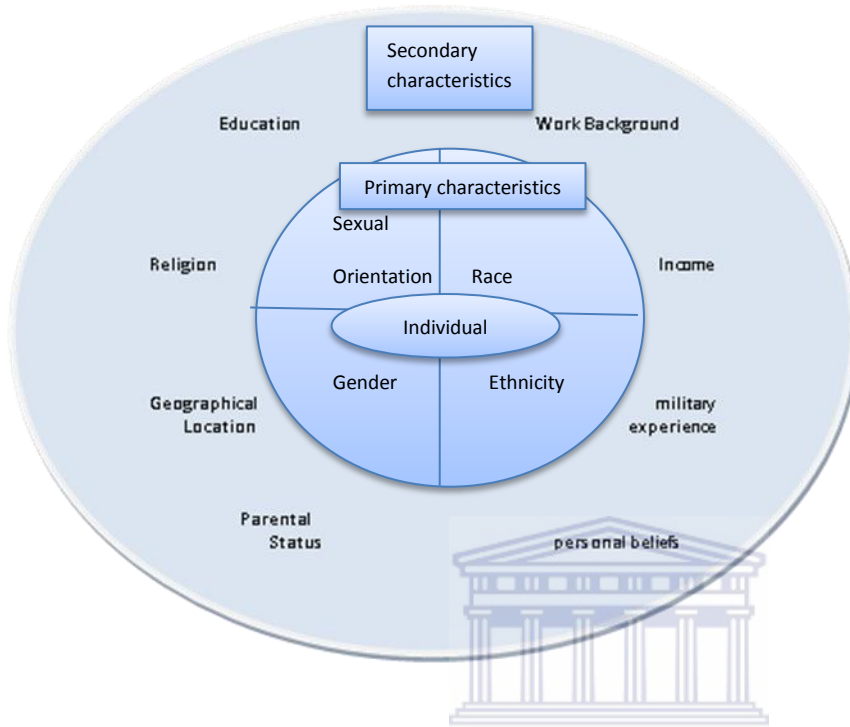 Secondary
characteristics
Education
Work Background
Primary characteristics
Sexual
Orientation
Race
Religion
Income
Individual
Gender
Ethnicity
Geographical
Location
military
experience
Parental
Status
personal beliefs